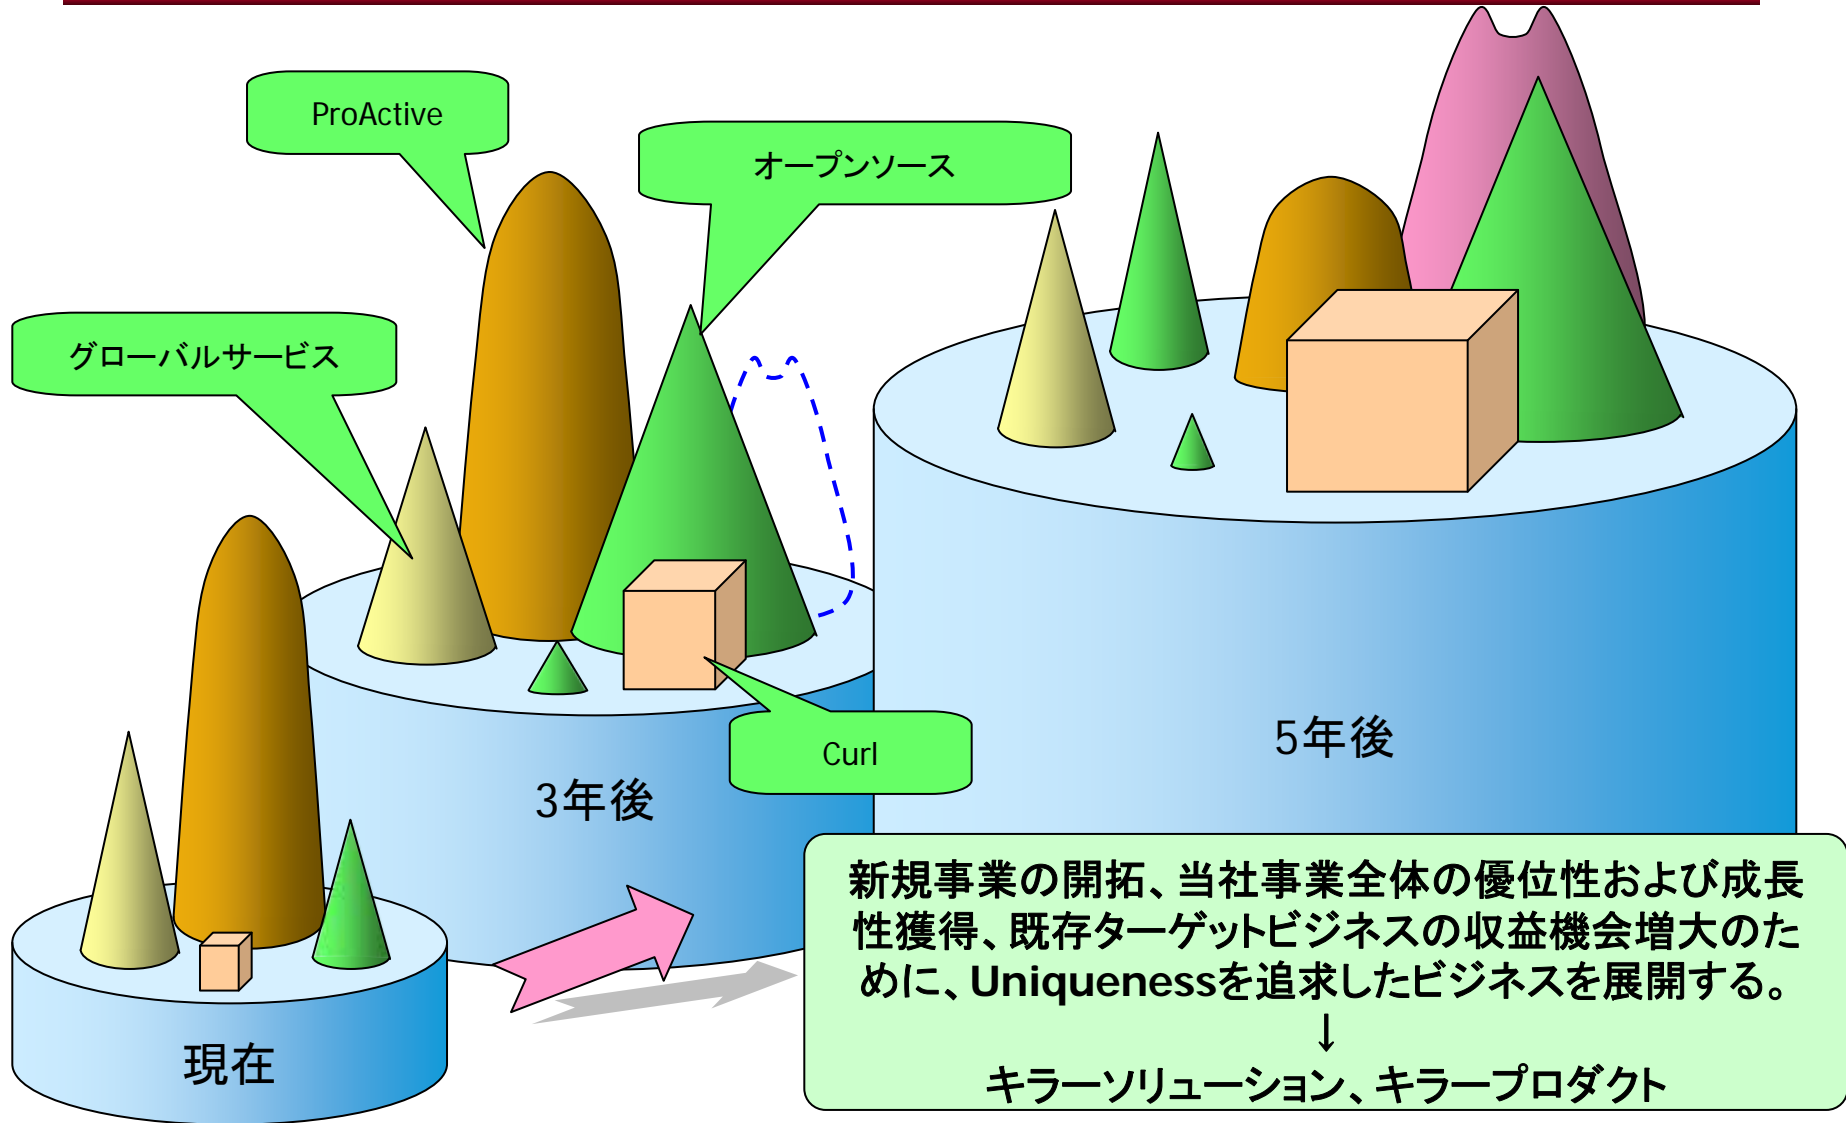 ProActive
オープンソース
グローバルサービス
Curl
5年後
3年後
現在
新規事業の開拓、当社事業全体の優位性および成長
性獲得、既存ターゲットビジネスの収益機会増大のた
めに、Uniquenessを追求したビジネスを展開する。
↓
キラーソリューション、キラープロダクト